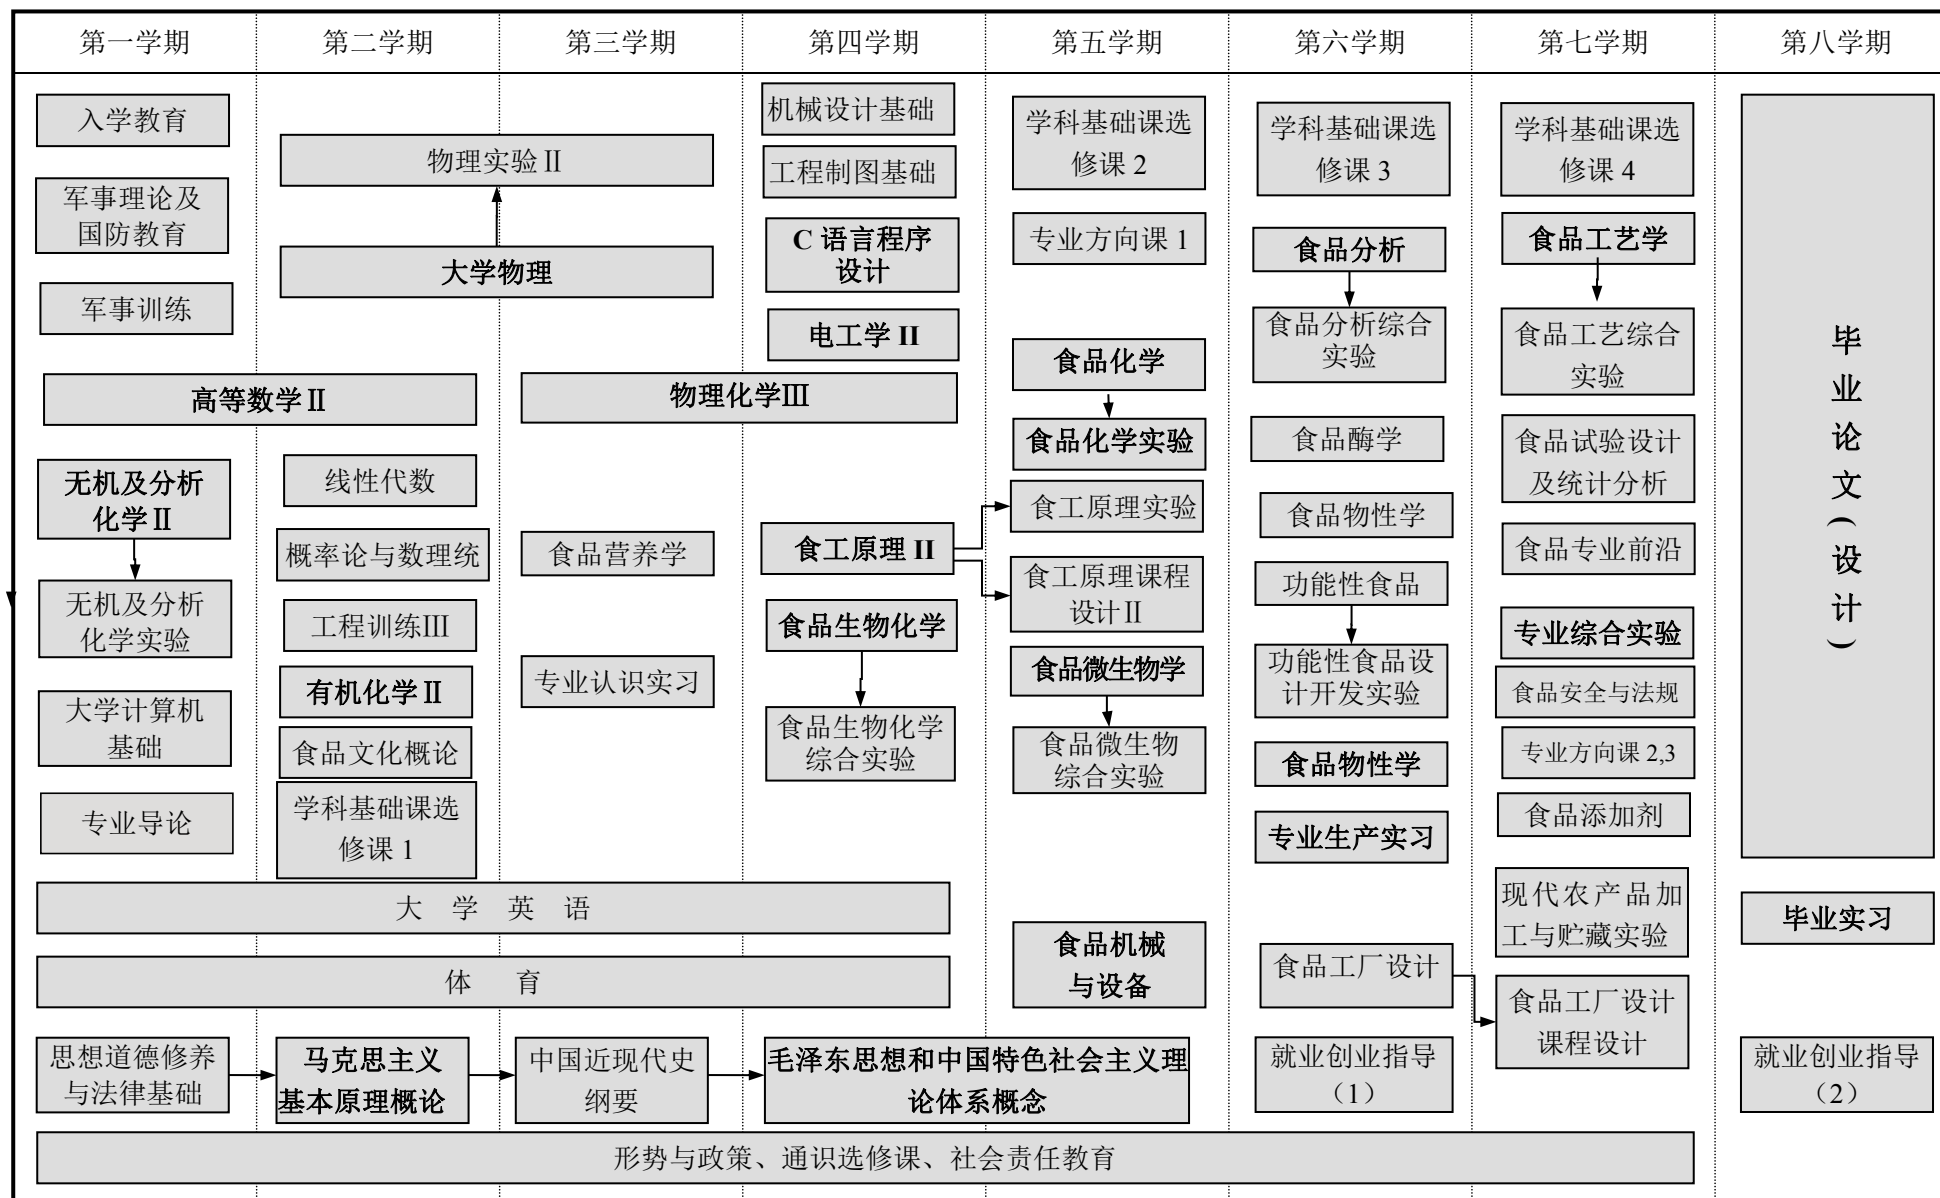 第一学期
第二学期
第三学期
第四学期
第五学期
第六学期
第七学期
第八学期
入学教育
军事理论及
国防教育
军事训练
高等数学Ⅱ
无机及分析
化学Ⅱ
无机及分析
化学实验
大学计算机
基础
专业导论
物理实验Ⅱ
大学物理
线性代数
概率论与数理统
工程训练Ⅲ
有机化学Ⅱ
食品文化概论
学科基础课选
修课 1
物理化学Ⅲ
食品营养学
专业认识实习
机械设计基础
工程制图基础
C 语言程序
设计
电工学 II
食工原理 II
食品生物化学
食品生物化学
综合实验
学科基础课选
修课 2
专业方向课 1
食品化学
食品化学实验
食工原理实验
食工原理课程
设计Ⅱ
食品微生物学
食品微生物
综合实验
食品机械
与设备
学科基础课选
修课 3
食品分析
食品分析综合
实验
食品酶学
食品物性学
功能性食品
功能性食品设
计开发实验
食品物性学
专业生产实习
食品工厂设计
就业创业指导
（1）
学科基础课选
修课 4
食品工艺学
食品工艺综合
实验
食品试验设计
及统计分析
食品专业前沿
专业综合实验
食品安全与法规
专业方向课 2,3
食品添加剂
现代农产品加
工与贮藏实验
食品工厂设计
课程设计
毕业论文(设计)
毕业实习
就业创业指导
（2）
大 学 英 语
体 育
思想道德修养
与法律基础
马克思主义
基本原理概论
中国近现代史
纲要
毛泽东思想和中国特色社会主义理
论体系概念
形势与政策、通识选修课、社会责任教育